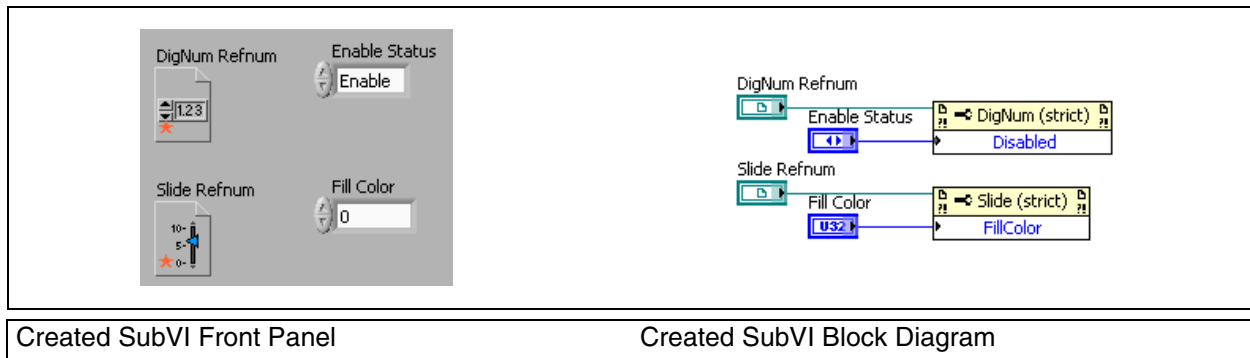 DigNum Refnum
Enable Status
Enable
1.23
Slide Refnum
Fill Color
10-
5-
0-
0
DigNum Refnum
Enable Status
DigNum (strict)
?!
?!
Disabled
Slide Refnum
Fill Color
U32
Slide (strict)
?!
?!
FillColor
Created SubVI Front Panel
Created SubVI Block Diagram